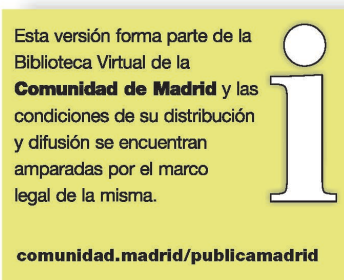 Esta versión forma parte de la
Biblioteca Virtual de la
Comunidad de Madrid y las
condiciones de su distribución
y difusión se encuentran
amparadas por el marco
legal de la misma.
comunidad.madrid/publicamadrid